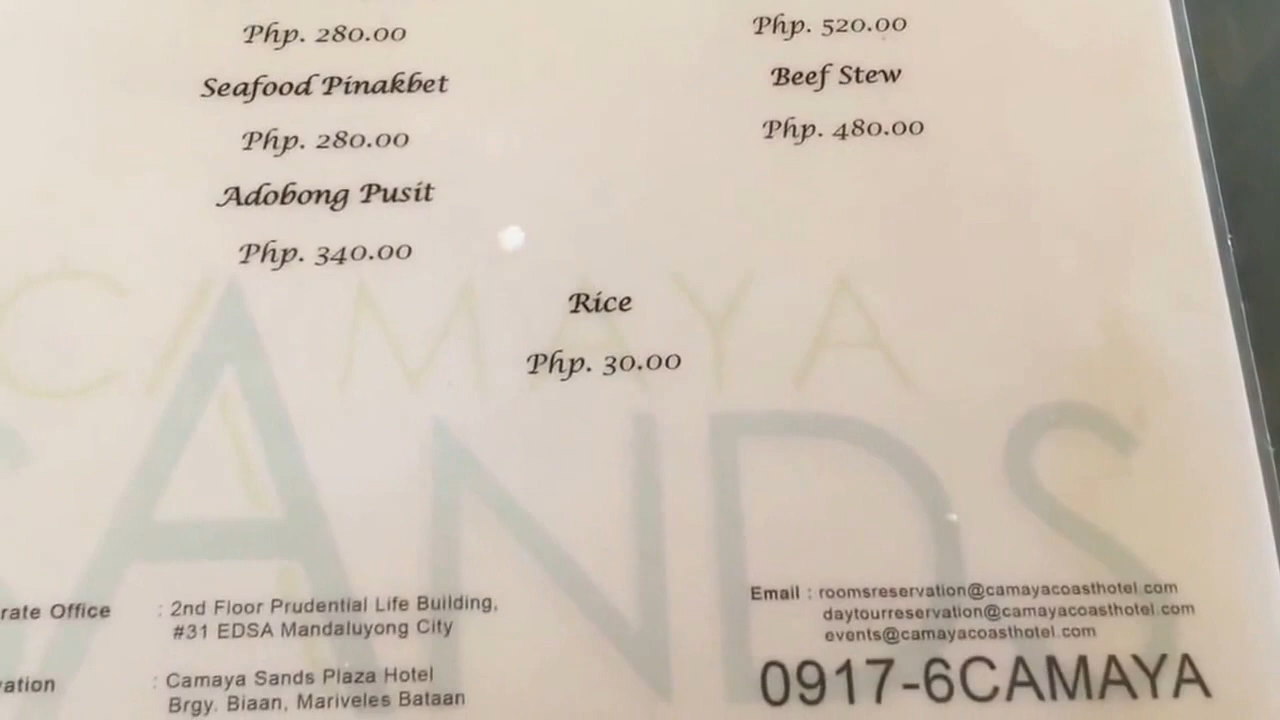 Php. 280.00
Seafood Pinakbet
Php. 280.00
Adobong Pusit
Php. 340.00
Php. 520.00
Beef Stew
Php. 480.00
Rice
Php. 30.00
CAMAYA
SANDS
rate Office : 2nd Floor Prudential Life Building,
#31 EDSA Mandaluyong City
vation : Camaya Sands Plaza Hotel
Brgy. Biaan, Mariveles Bataan
Email : roomsreservation@camayacoasthotel.com
daytourreservation@camayacoasthotel.com
events@camayacoasthotel.com
0917-6CAMAYA